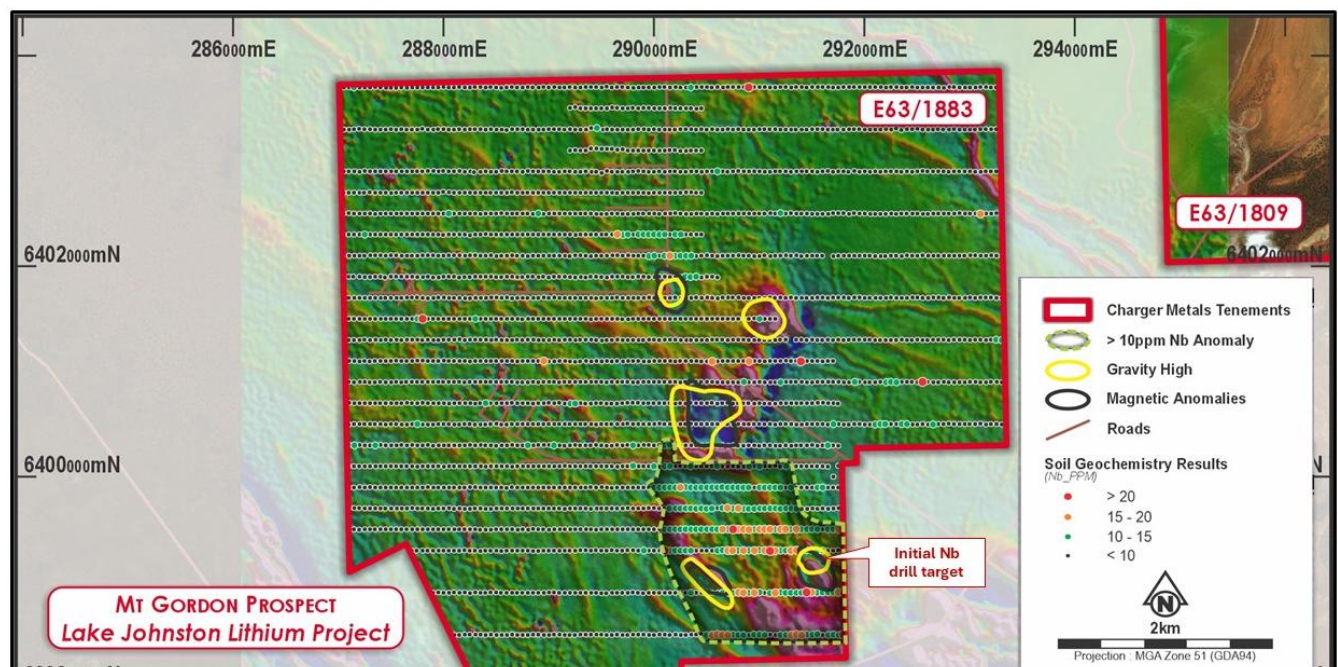 286000mE
288000mE
290000mE
292000mE
294000mE
E63/1883
E63/1809
6402000mN
6402000mN
Charger Metals Tenements
> 10ppm Nb Anomaly
Gravity High
Magnetic Anomalies
Roads
Soil Geochemistry Results
(Nb_PPM)
> 20
15 - 20
10 - 15
< 10
6400000mN
N
Initial Nb
drill target
MT GORDON PROSPECT
Lake Johnston Lithium Project
N
2km
Projection : MGA Zone 51 (GDA94)